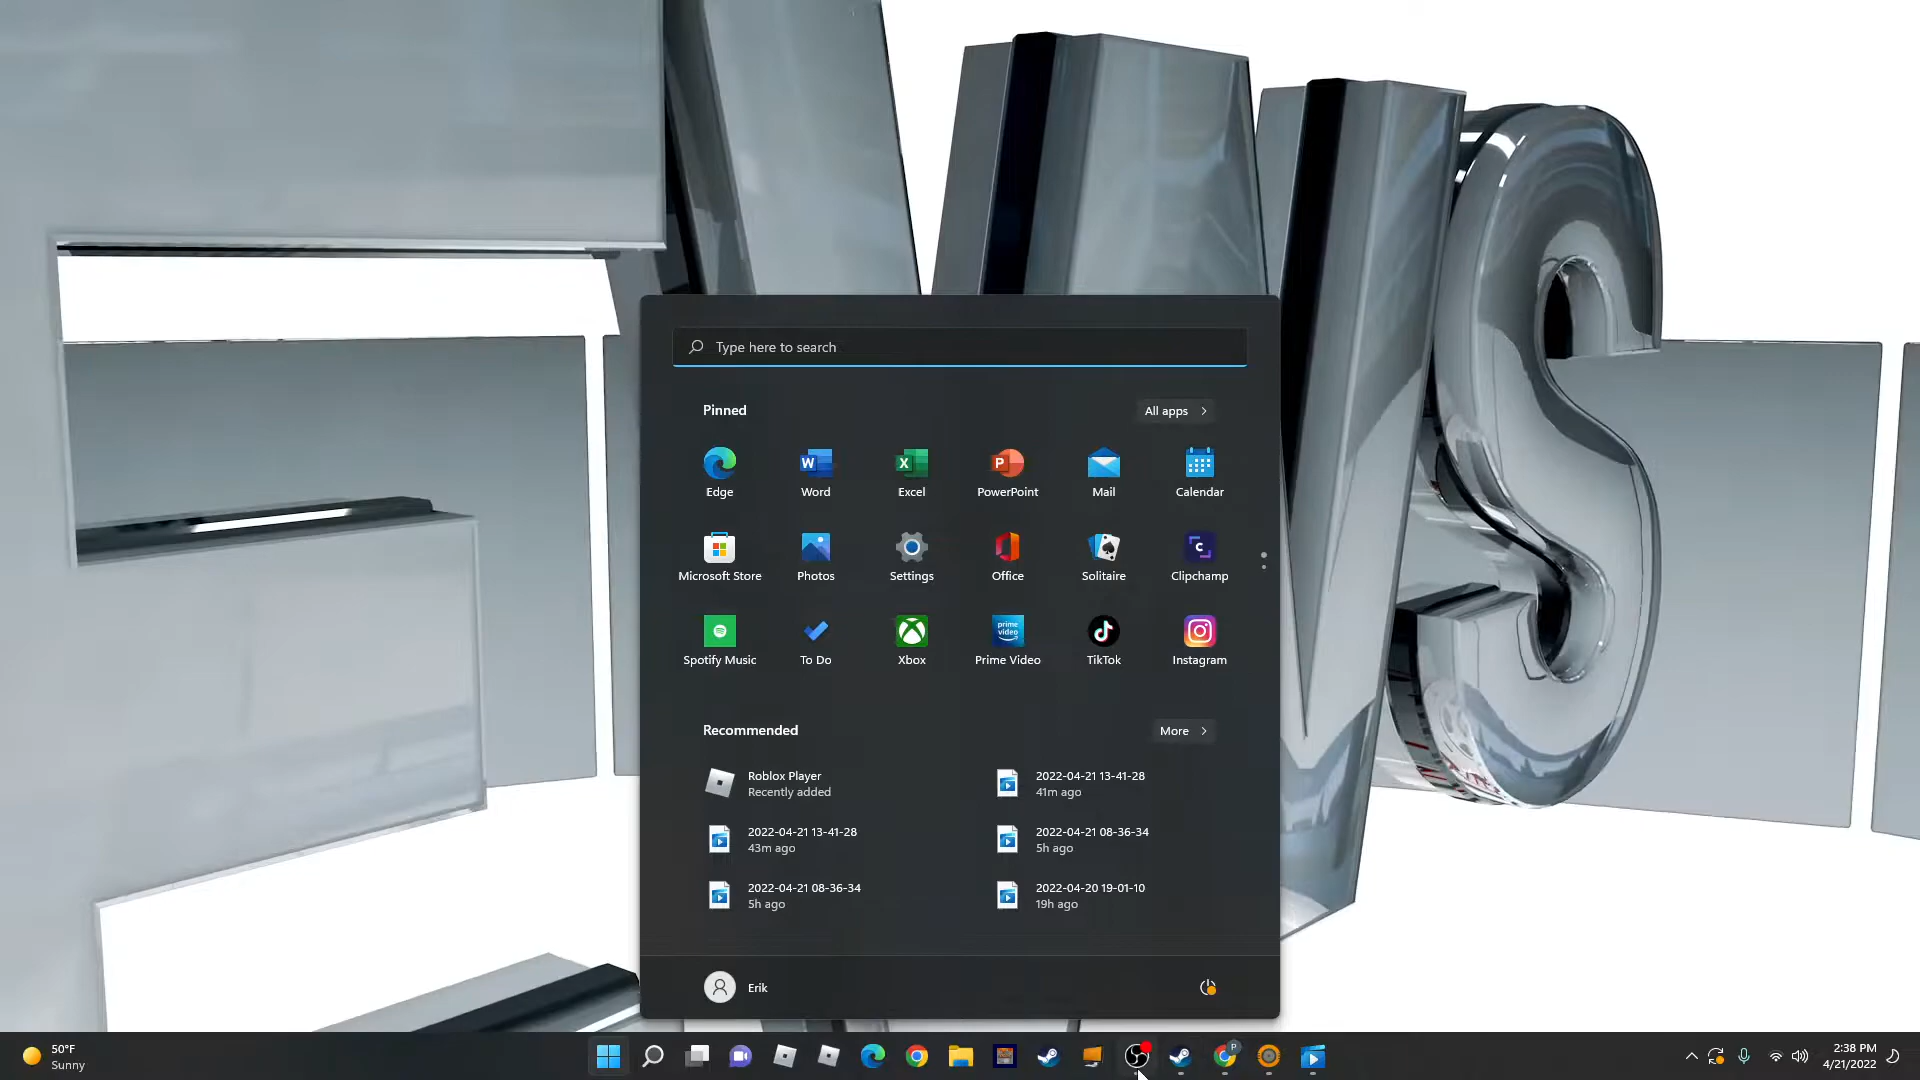 Type here to search
Pinned
All apps
Edge
Word
Excel
PowerPoint
Mail
Calendar
Microsoft Store
Photos
Settings
Office
Solitaire
Clipchamp
Spotify Music
To Do
Xbox
prime video
Prime Video
TikTok
Instagram
Recommended
More
Roblox Player
Recently added
2022-04-21 13-41-28
41m ago
2022-04-21 13-41-28
43m ago
2022-04-21 08-36-34
5h ago
2022-04-21 08-36-34
5h ago
2022-04-20 19-01-10
19h ago
Erik
50°F
Sunny
2:38 PM
4/21/2022